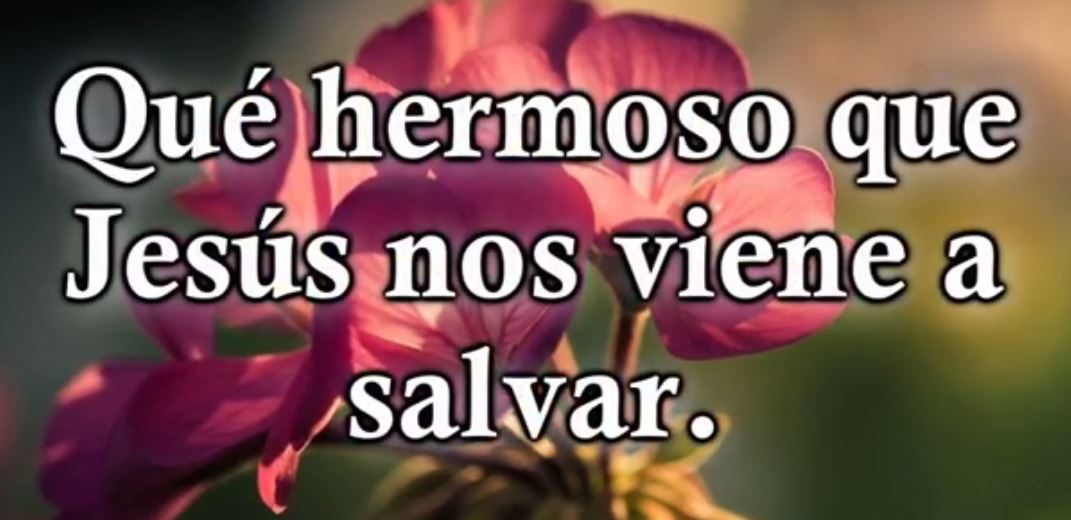 Qué hermoso que
Jesús nos viene a
salvar.